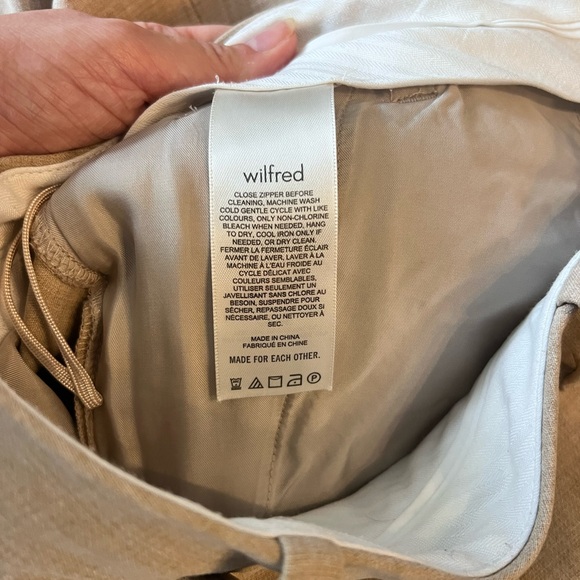 wilfred
CLOSE ZIPPER BEFORE
CLEANING, MACHINE WASH
COLD GENTLE CYCLE WITH LIKE
COLOURS, ONLY NON-CHLORINE
BLEACH WHEN NEEDED, HANG
TO DRY, COOL IRON ONLY IF
NEEDED, OR DRY CLEAN.
FERMER LA FERMETURE ÉCLAIR
AVANT DE LAVER, LAVER À LA
MACHINE À L'EAU FROIDE AU
CYCLE DÉLICAT AVEC
COULEURS SEMBLABLES,
UTILISER SEULEMENT UN
JAVELLISANT SANS CHLORE AU
BESOIN, SUSPENDRE POUR
SÉCHER, REPASSAGE DOUX SI
NÉCESSAIRE, OU NETTOYER À
SEC.
MADE IN CHINA
FABRIQUÉ EN CHINE
MADE FOR EACH OTHER.
P